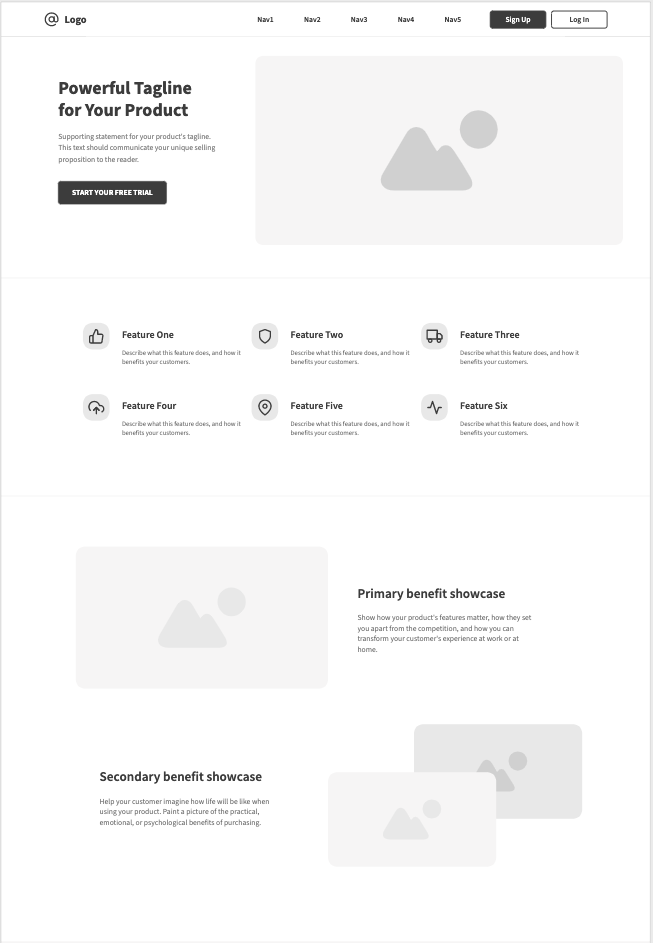 Logo
Nav1
Nav2
Nav3
Nav4
Nav5
Sign Up
Log In
Powerful Tagline
for Your Product
Supporting statement for your product's tagline.
This text should communicate your unique selling
proposition to the reader.
START YOUR FREE TRIAL
Feature One
Describe what this feature does, and how it
benefits your customers.
Feature Two
Describe what this feature does, and how it
benefits your customers.
Feature Three
Describe what this feature does, and how it
benefits your customers.
Feature Four
Describe what this feature does, and how it
benefits your customers.
Feature Five
Describe what this feature does, and how it
benefits your customers.
Feature Six
Describe what this feature does, and how it
benefits your customers.
Primary benefit showcase
Show how your product's features matter, how they set
you apart from the competition, and how you can
transform your customer's experience at work or at
home.
Secondary benefit showcase
Help your customer imagine how life will be like when
using your product. Paint a picture of the practical,
emotional, or psychological benefits of purchasing.